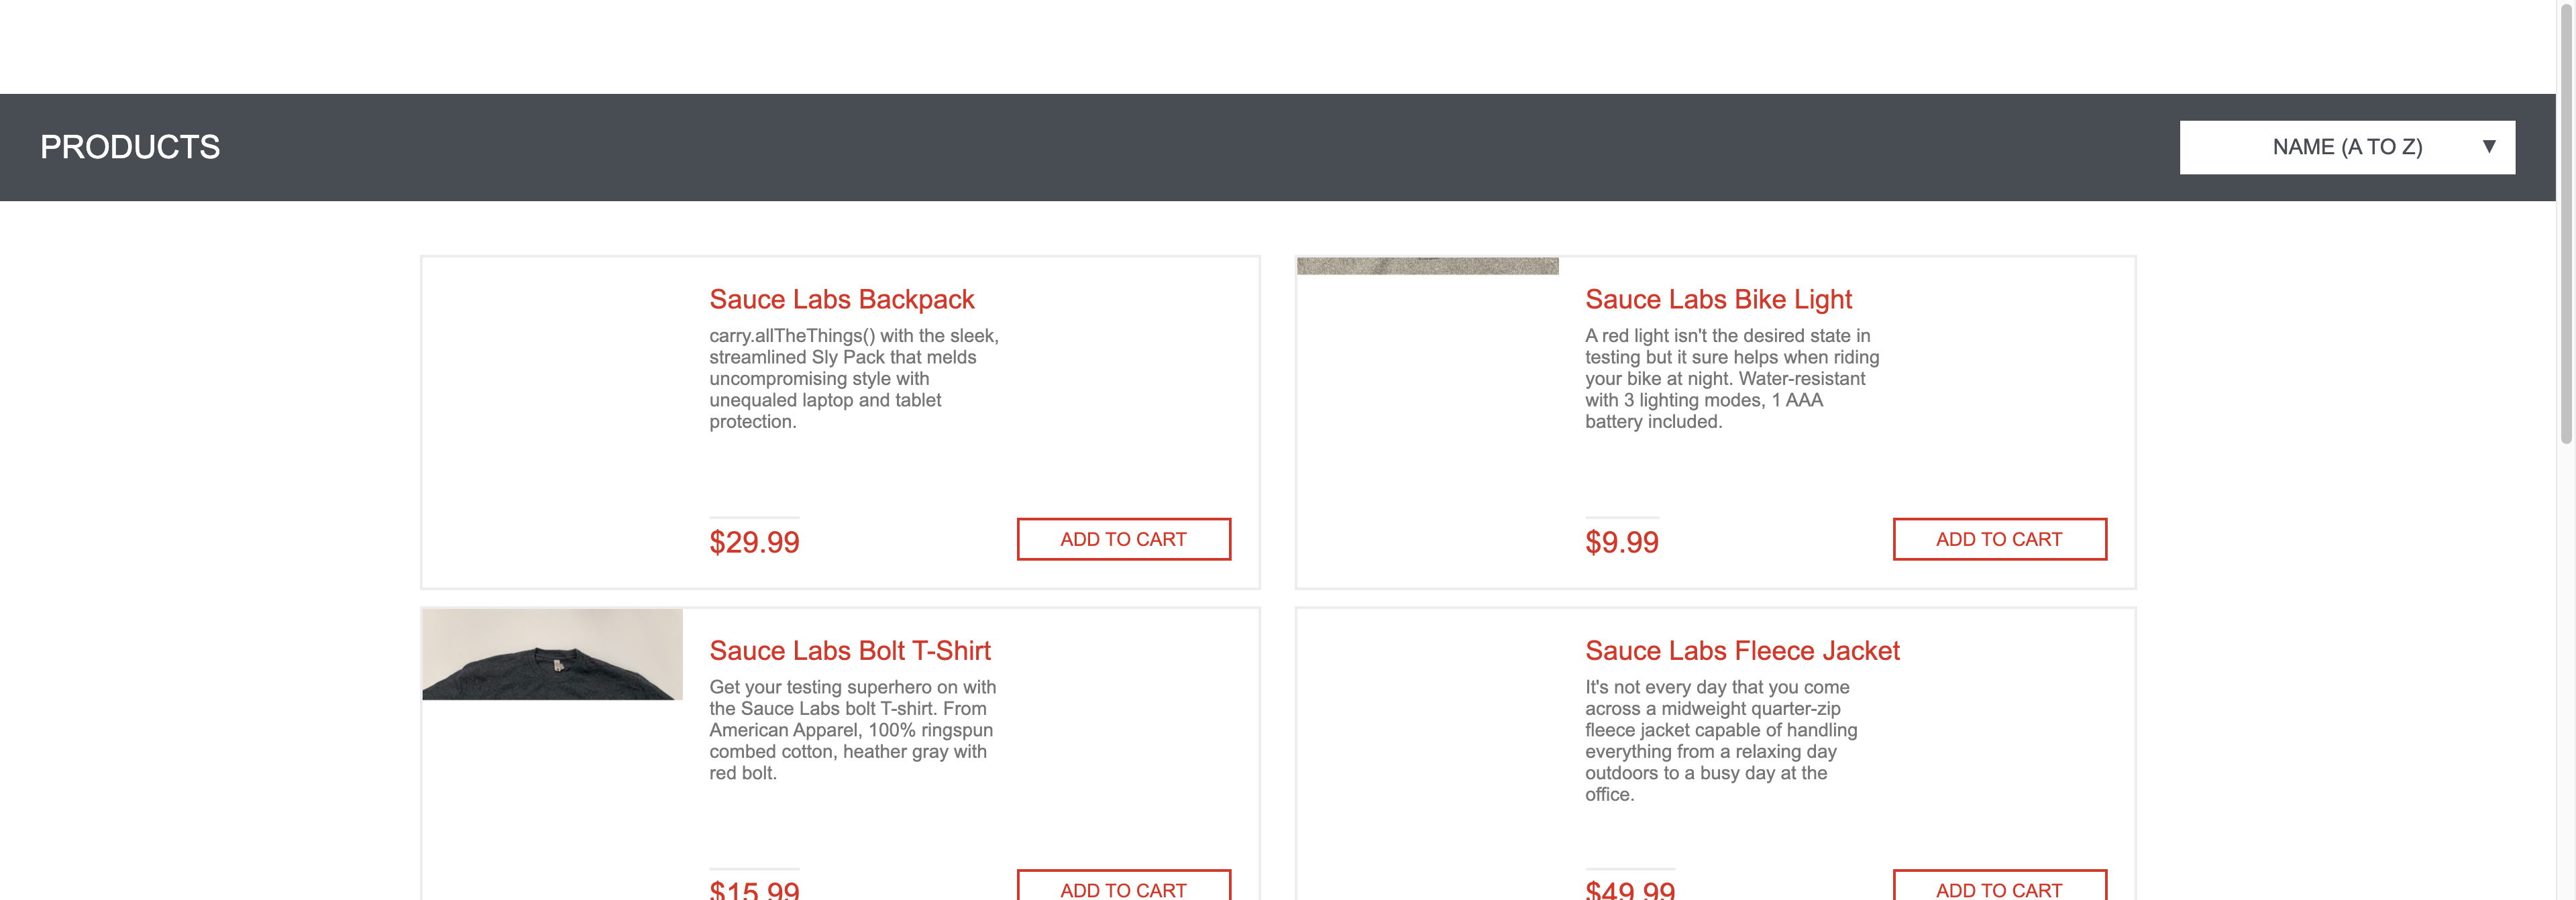 PRODUCTS
NAME (A TO Z)
Sauce Labs Backpack
carry.allTheThings() with the sleek,
streamlined Sly Pack that melds
uncompromising style with
unequaled laptop and tablet
protection.
$29.99
ADD TO CART
Sauce Labs Bike Light
A red light isn't the desired state in
testing but it sure helps when riding
your bike at night. Water-resistant
with 3 lighting modes, 1 AAA
battery included.
$9.99
ADD TO CART
Sauce Labs Bolt T-Shirt
Get your testing superhero on with
the Sauce Labs bolt T-shirt. From
American Apparel, 100% ringspun
combed cotton, heather gray with
red bolt.
$15.99
ADD TO CART
Sauce Labs Fleece Jacket
It's not every day that you come
across a midweight quarter-zip
fleece jacket capable of handling
everything from a relaxing day
outdoors to a busy day at the
office.
$49.99
ADD TO CART